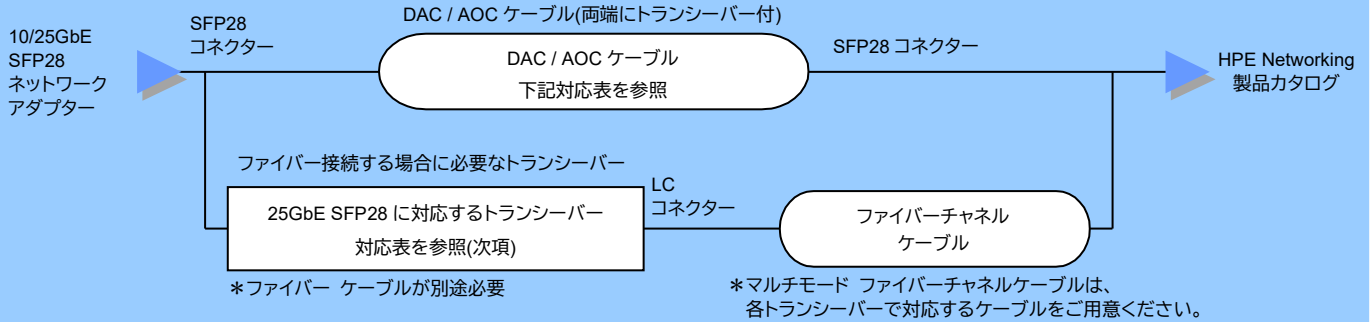 DAC / AOC ケーブル(両端にトランシーバー付)
10/25GbE
SFP28
ネットワーク
アダプター
SFP28
コネクター
DAC / AOC ケーブル
下記対応表を参照
SFP28 コネクター
HPE Networking
製品カタログ
ファイバー接続する場合に必要なトランシーバー
25GbE SFP28 に対応するトランシーバー
対応表を参照(次項)
LC
コネクター
ファイバーチャネル
ケーブル
*ファイバー ケーブルが別途必要
*マルチモード ファイバーチャネルケーブルは、
各トランシーバーで対応するケーブルをご用意ください。